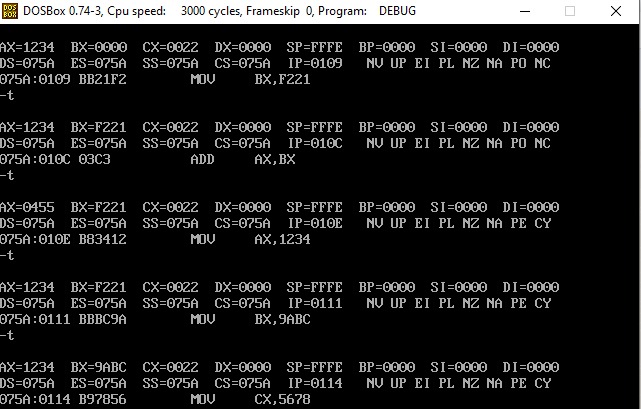 DOSBox 0.74-3, Cpu speed: 3000 cycles, Frameskip 0, Program: DEBUG
AX=1234 BX=0000 CX=0022 DX=0000 SP=FFFE BP=0000 SI=0000 DI=0000
DS=075A ES=075A SS=075A CS=075A IP=0109 NV UP EI PL NZ NA PO NC
075A:0109 BB21F2 MOV BX,F221
-t
AX=1234 BX=F221 CX=0022 DX=0000 SP=FFFE BP=0000 SI=0000 DI=0000
DS=075A ES=075A SS=075A CS=075A IP=010C NV UP EI PL NZ NA PO NC
075A:010C 03C3 ADD AX,BX
-t
AX=0455 BX=F221 CX=0022 DX=0000 SP=FFFE BP=0000 SI=0000 DI=0000
DS=075A ES=075A SS=075A CS=075A IP=010E NV UP EI PL NZ NA PE CY
075A:010E B83412 MOV AX,1234
-t
AX=1234 BX=F221 CX=0022 DX=0000 SP=FFFE BP=0000 SI=0000 DI=0000
DS=075A ES=075A SS=075A CS=075A IP=0111 NV UP EI PL NZ NA PE CY
075A:0111 BBBC9A MOV BX,9ABC
-t
AX=1234 BX=9ABC CX=0022 DX=0000 SP=FFFE BP=0000 SI=0000 DI=0000
DS=075A ES=075A SS=075A CS=075A IP=0114 NV UP EI PL NZ NA PE CY
075A:0114 B97856 MOV CX,5678